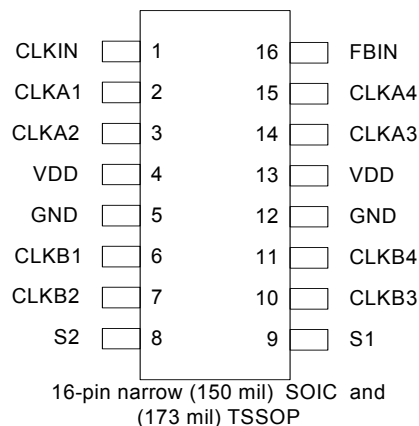 CLKIN 1 16 FBIN
CLKA1 2 15 CLKA4
CLKA2 3 14 CLKA3
VDD 4 13 VDD
GND 5 12 GND
CLKB1 6 11 CLKB4
CLKB2 7 10 CLKB3
S2 8 9 S1
16-pin narrow (150 mil) SOIC and
(173 mil) TSSOP